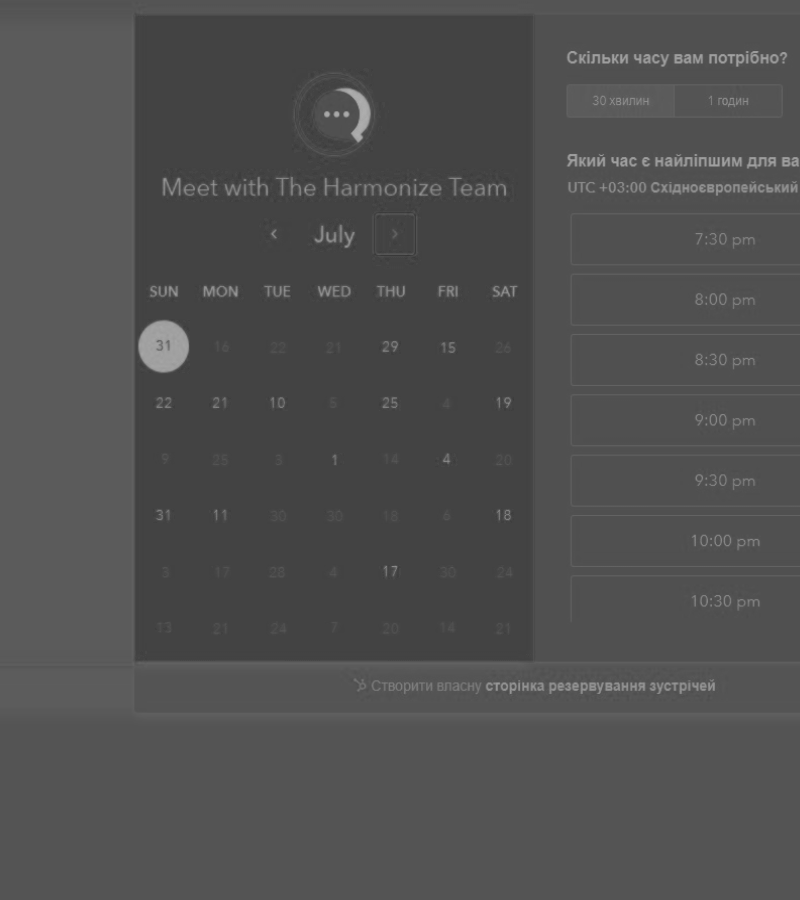 Meet with The Harmonize Team
July
SUN MON TUE WED THU FRI SAT
31 16 22 21 29 15 26
22 21 10 5 25 4 19
9 25 3 1 14 4 20
31 11 30 30 18 6 18
3 17 28 4 17 30 24
13 21 24 7 20 14 21
Скільки часу вам потрібно?
30 хвилин 1 годин
Який час є найліпшим для ва
UTC +03:00 Східноєвропейський
7:30 pm
8:00 pm
8:30 pm
9:00 pm
9:30 pm
10:00 pm
10:30 pm
Створити власну сторінка резервування зустрічей